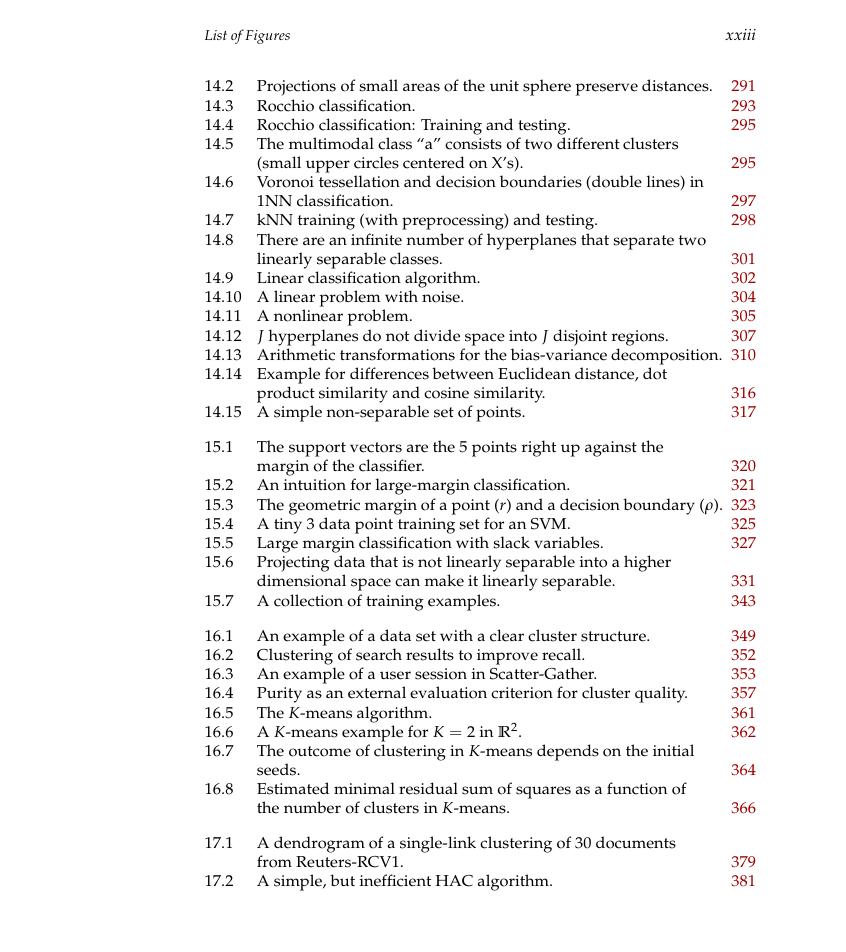 List of Figures xxiii
14.2 Projections of small areas of the unit sphere preserve distances. 291
14.3 Rocchio classification. 293
14.4 Rocchio classification: Training and testing. 295
14.5 The multimodal class “a” consists of two different clusters
(small upper circles centered on X’s). 295
14.6 Voronoi tessellation and decision boundaries (double lines) in
1NN classification. 297
14.7 kNN training (with preprocessing) and testing. 298
14.8 There are an infinite number of hyperplanes that separate two
linearly separable classes. 301
14.9 Linear classification algorithm. 302
14.10 A linear problem with noise. 304
14.11 A nonlinear problem. 305
14.12 J hyperplanes do not divide space into J disjoint regions. 307
14.13 Arithmetic transformations for the bias-variance decomposition. 310
14.14 Example for differences between Euclidean distance, dot
product similarity and cosine similarity. 316
14.15 A simple non-separable set of points. 317
15.1 The support vectors are the 5 points right up against the
margin of the classifier. 320
15.2 An intuition for large-margin classification. 321
15.3 The geometric margin of a point (r) and a decision boundary (ρ). 323
15.4 A tiny 3 data point training set for an SVM. 325
15.5 Large margin classification with slack variables. 327
15.6 Projecting data that is not linearly separable into a higher
dimensional space can make it linearly separable. 331
15.7 A collection of training examples. 343
16.1 An example of a data set with a clear cluster structure. 349
16.2 Clustering of search results to improve recall. 352
16.3 An example of a user session in Scatter-Gather. 353
16.4 Purity as an external evaluation criterion for cluster quality. 357
16.5 The K-means algorithm. 361
16.6 A K-means example for K = 2 in ℝ². 362
16.7 The outcome of clustering in K-means depends on the initial
seeds. 364
16.8 Estimated minimal residual sum of squares as a function of
the number of clusters in K-means. 366
17.1 A dendrogram of a single-link clustering of 30 documents
from Reuters-RCV1. 379
17.2 A simple, but inefficient HAC algorithm. 381